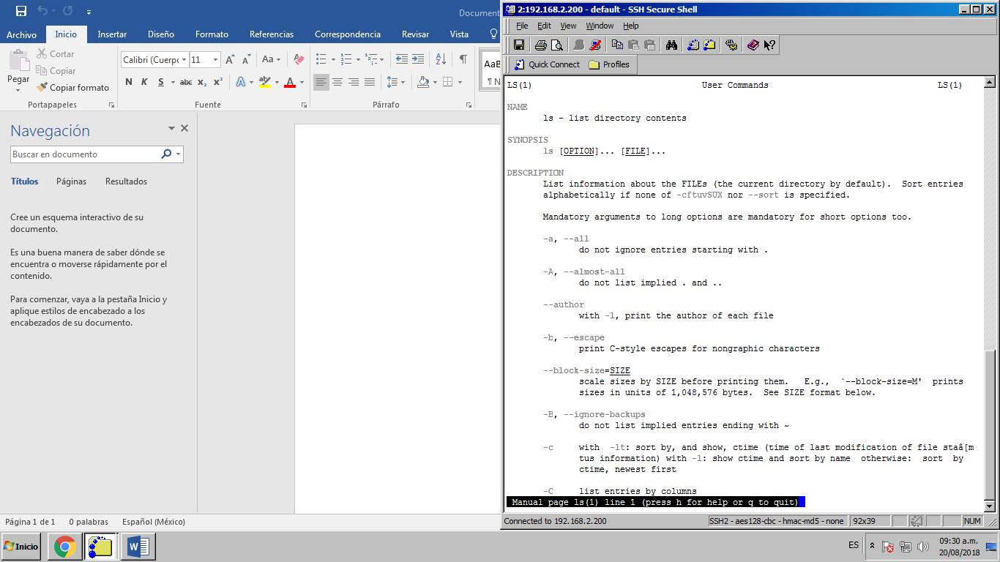 Document
Archivo Inicio Insertar Diseño Formato Referencias Correspondencia Revisar Vista
Pegar
Cortar
Copiar
Copiar formato
Calibri (Cuerp 11
N K S abc x₂ x²
AaB
¶ N
Portapapeles Fuente Párrafo
Navegación
Buscar en documento
Títulos Páginas Resultados
Cree un esquema interactivo de su
documento.
Es una buena manera de saber dónde se
encuentra o moverse rápidamente por el
contenido.
Para comenzar, vaya a la pestaña Inicio y
aplique estilos de encabezado a los
encabezados de su documento.
Página 1 de 1 0 palabras Español (México)
2:192.168.2.200 - default - SSH Secure Shell
File Edit View Window Help
Quick Connect Profiles
LS(1) User Commands LS(1)
NAME
ls - list directory contents
SYNOPSIS
ls [OPTION]... [FILE]...
DESCRIPTION
List information about the FILEs (the current directory by default). Sort entries
alphabetically if none of -cftuvSUX nor --sort is specified.
Mandatory arguments to long options are mandatory for short options too.
-a, --all
do not ignore entries starting with .
-A, --almost-all
do not list implied . and ..
--author
with -l, print the author of each file
-b, --escape
print C-style escapes for nongraphic characters
--block-size=SIZE
scale sizes by SIZE before printing them. E.g., `--block-size=M' prints
sizes in units of 1,048,576 bytes. See SIZE format below.
-B, --ignore-backups
do not list implied entries ending with ~
-c with -lt: sort by, and show, ctime (time of last modification of file staâ[m
tus information) with -l: show ctime and sort by name otherwise: sort by
ctime, newest first
-C list entries by columns
Manual page ls(1) line 1 (press h for help or q to quit)
Connected to 192.168.2.200 SSH2 - aes128-cbc - hmac-md5 - none 92x39 NUM
Inicio
ES
09:30 a.m.
20/08/2018